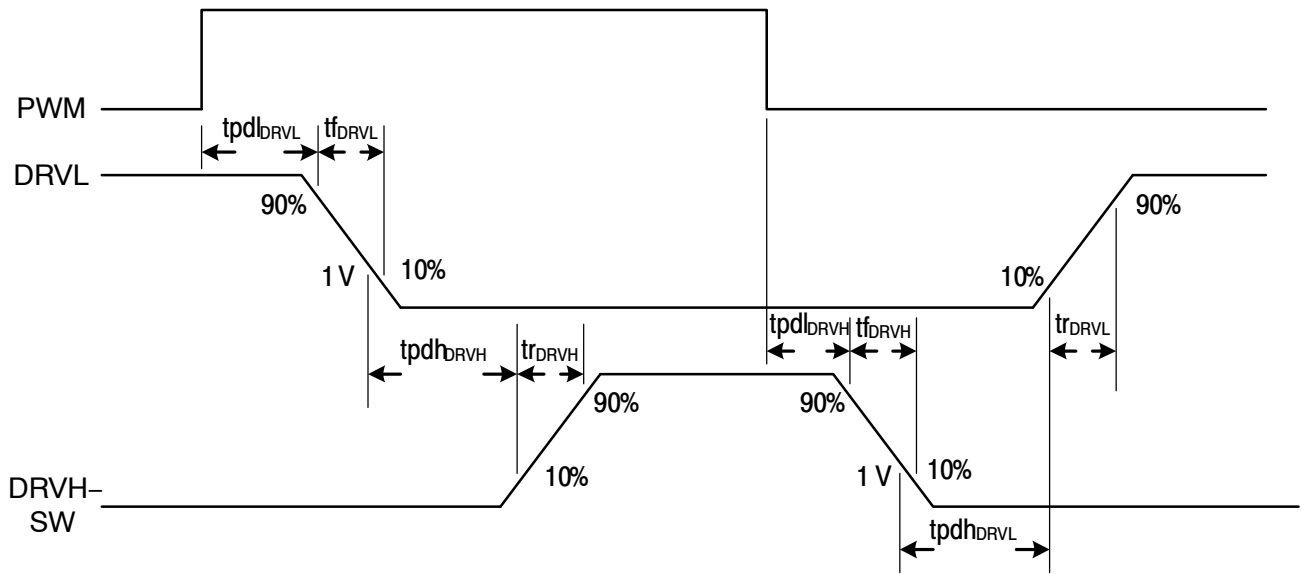 PWM
tpdlDRVL
tfDRVL
DRVL
90%
90%
1 V
10%
10%
tpdlDRVH
tfDRVH
trDRVL
tpdhDRVH
trDRVH
90%
90%
10%
1 V
10%
DRVH–
SW
tpdhDRVL